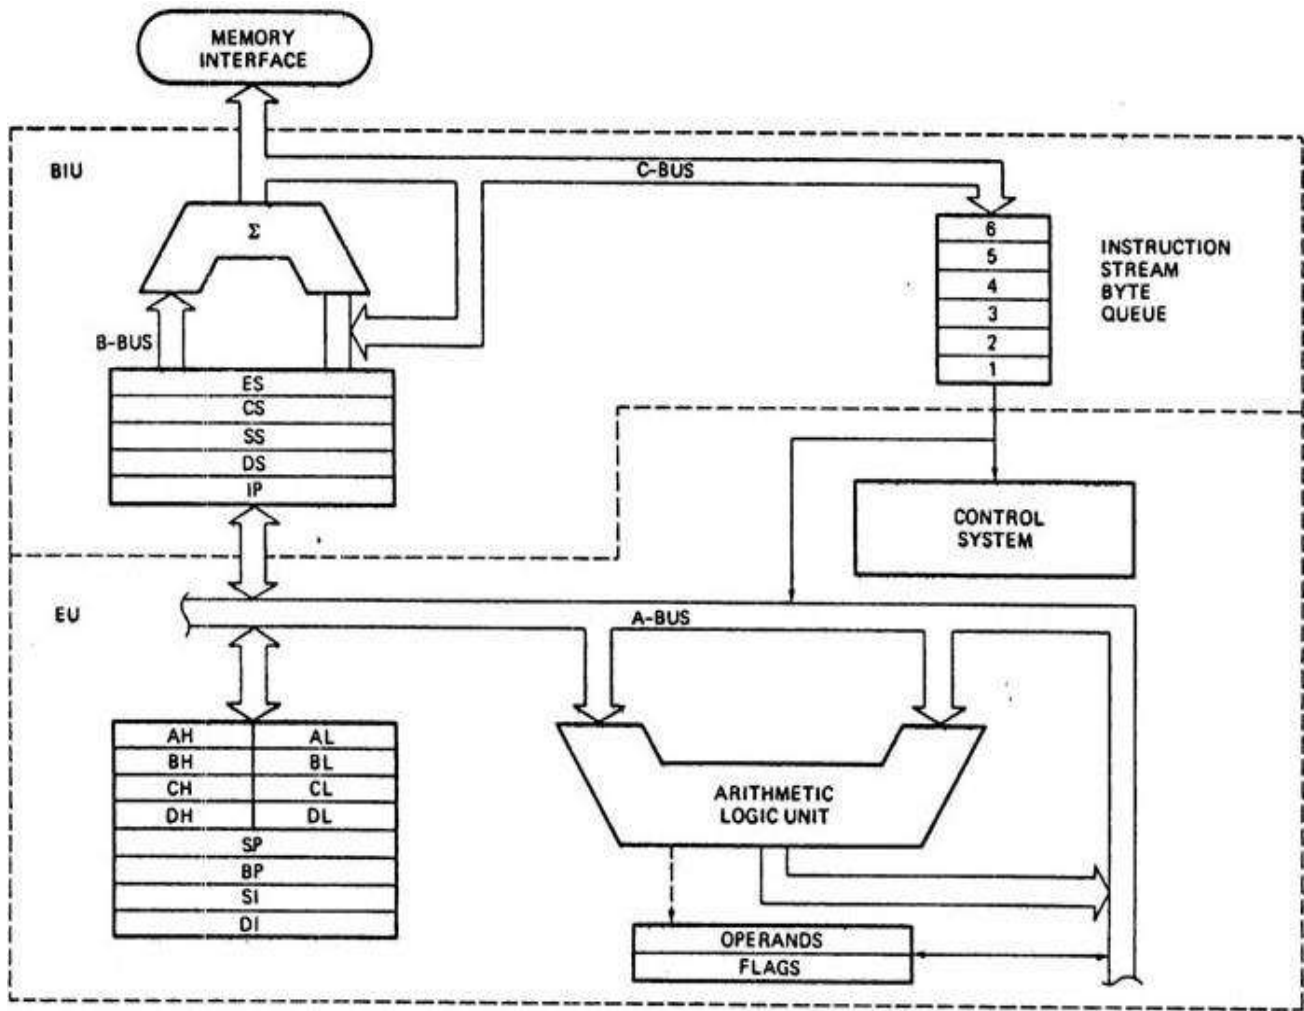 MEMORY
INTERFACE
BIU
C-BUS
Σ
6
5
4
3
2
1
INSTRUCTION
STREAM
BYTE
QUEUE
B-BUS
ES
CS
SS
DS
IP
CONTROL
SYSTEM
EU
A-BUS
AH AL
BH BL
CH CL
DH DL
SP
BP
SI
DI
ARITHMETIC
LOGIC UNIT
OPERANDS
FLAGS